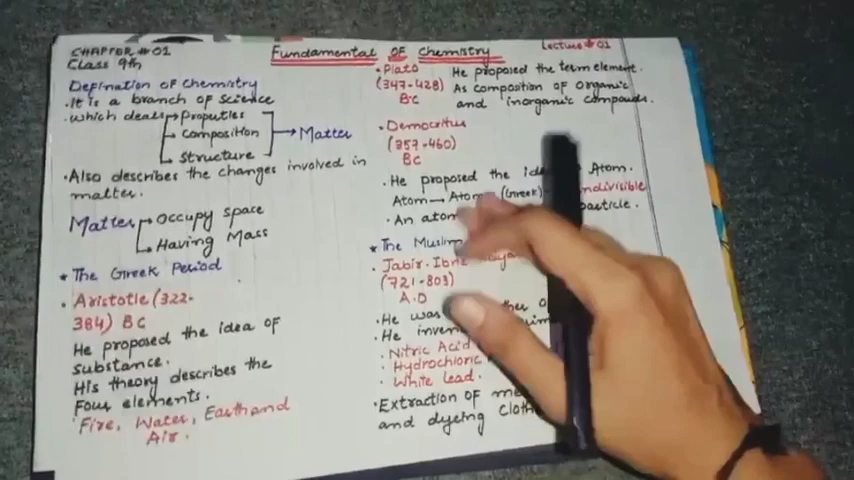 CHAPTER # 01
Class 9th
Fundamental OF Chemistry
Lecture # 01
Defination of Chemistry
• It is a branch of science
• which deals → Properties
→ Composition → Matter
→ Structure
• Also describes the changes involved in
matter.
Matter → Occupy space
→ Having Mass
* The Greek Period
• Aristotle (322-
384) BC
He proposed the idea of
substance.
His theory describes the
Four elements.
Fire, Water, Earth and
Air.
• Plato
(347-428)
BC
He proposed the term element.
As composition of organic
and inorganic compouds.
• Democritus
(357-460)
BC
• He proposed the Atom.
Atom → (Greek) indivisible
• An particle.
* The
(721-803)
A.D
• He was
• He
• Nitric Acid
• Hydrochloric
• White lead.
• Extraction of
and dyeing